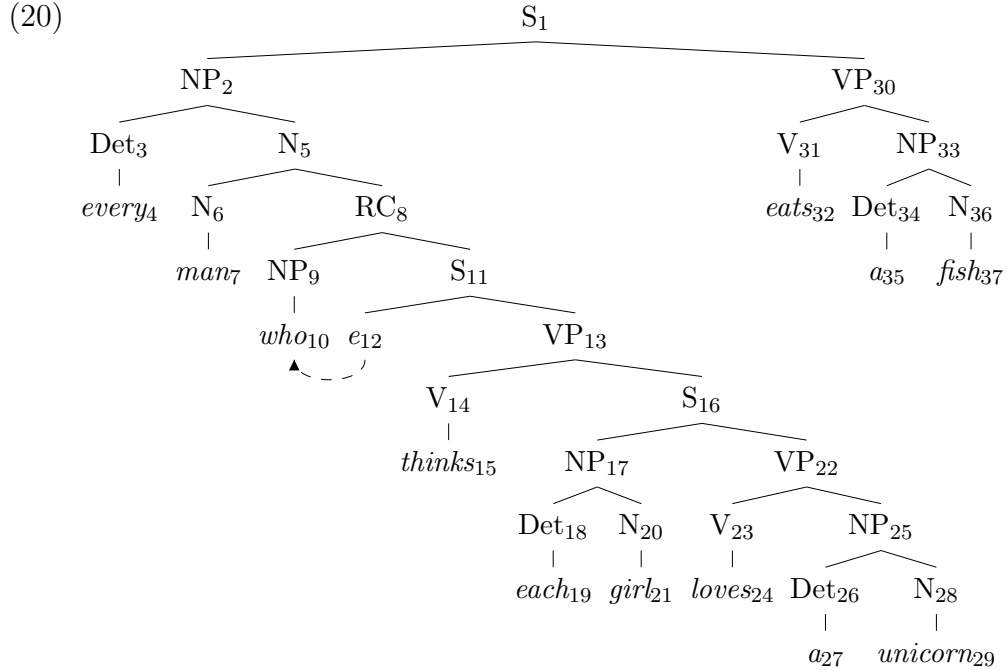 (20) S₁
NP₂ VP₃₀
Det₃ N₅ V₃₁ NP₃₃
every₄ N₆ RC₈ eats₃₂ Det₃₄ N₃₆
man₇ NP₉ S₁₁ a₃₅ fish₃₇
who₁₀ e₁₂ VP₁₃
V₁₄ S₁₆
thinks₁₅ NP₁₇ VP₂₂
Det₁₈ N₂₀ V₂₃ NP₂₅
each₁₉ girl₂₁ loves₂₄ Det₂₆ N₂₈
a₂₇ unicorn₂₉